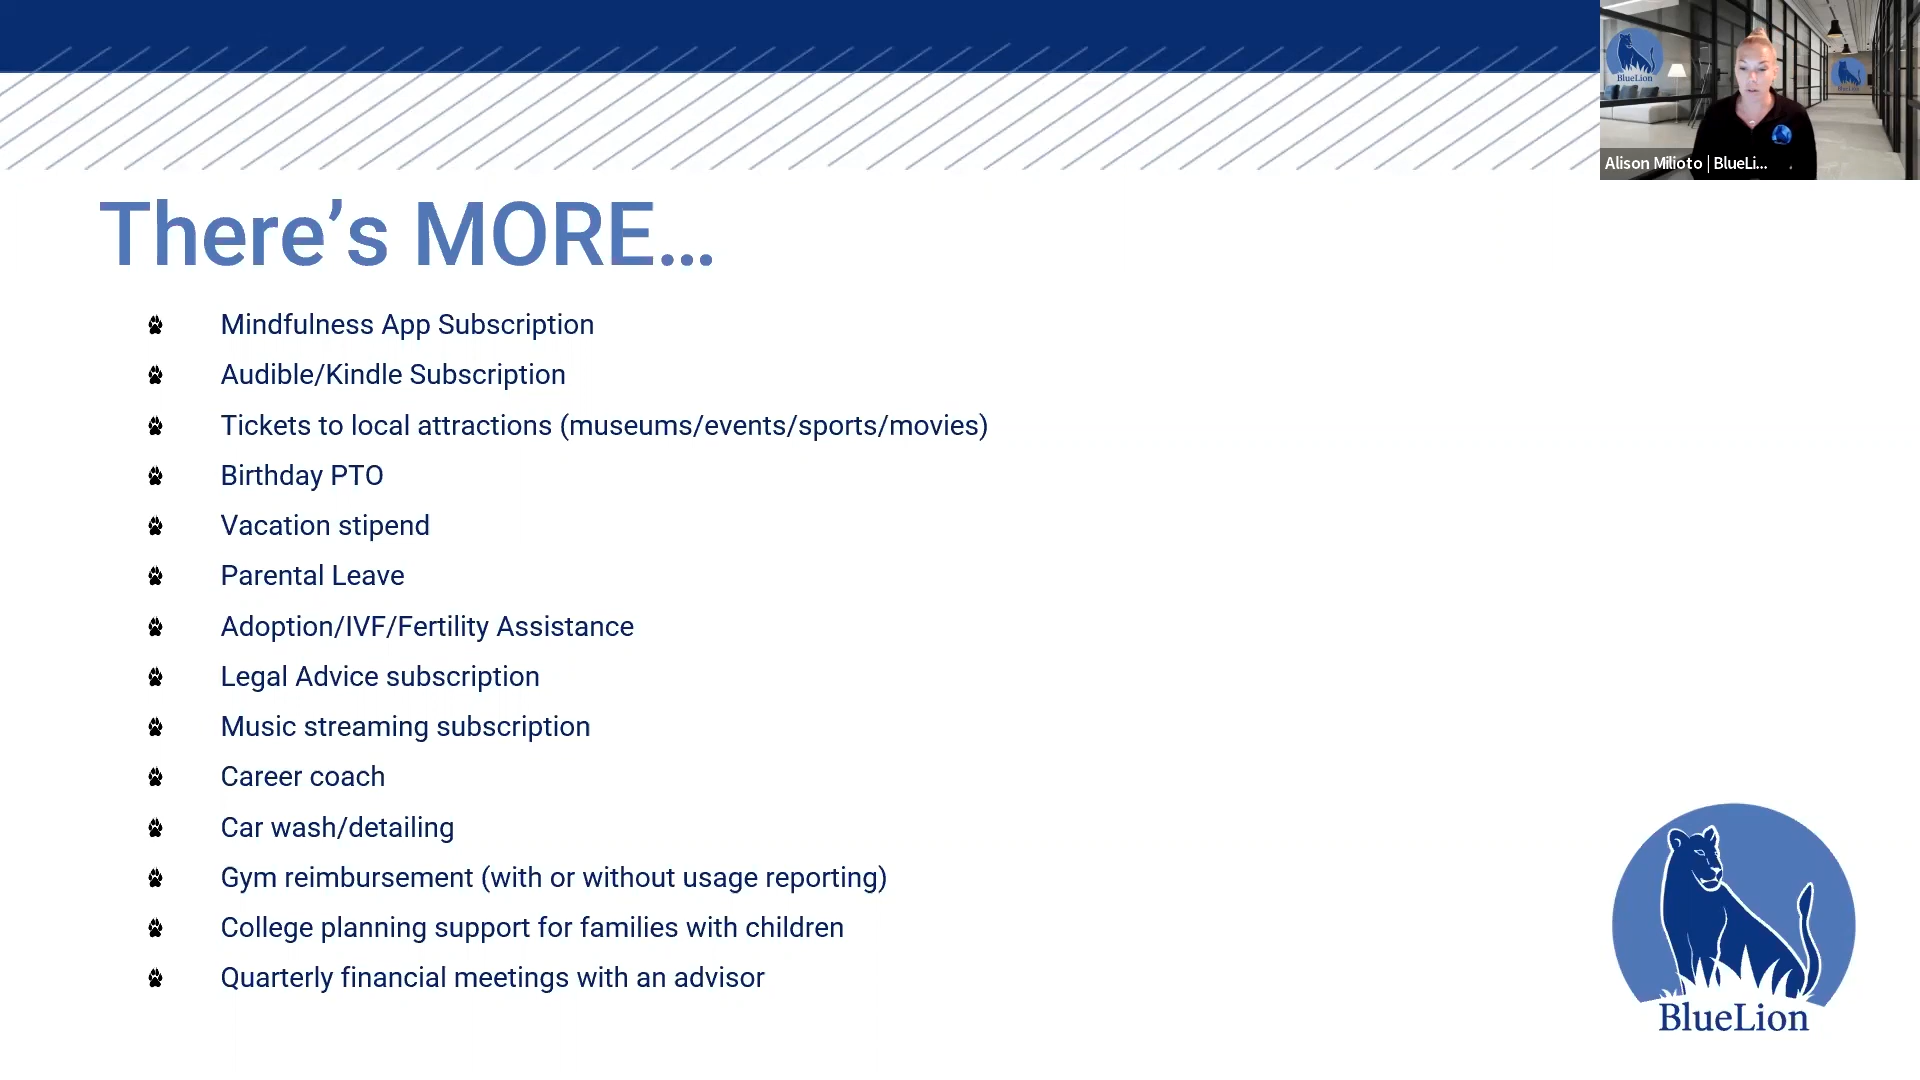 BlueLion
BlueLion
Alison Milioto | BlueLi...
There’s MORE...
Mindfulness App Subscription
Audible/Kindle Subscription
Tickets to local attractions (museums/events/sports/movies)
Birthday PTO
Vacation stipend
Parental Leave
Adoption/IVF/Fertility Assistance
Legal Advice subscription
Music streaming subscription
Career coach
Car wash/detailing
Gym reimbursement (with or without usage reporting)
College planning support for families with children
Quarterly financial meetings with an advisor
BlueLion